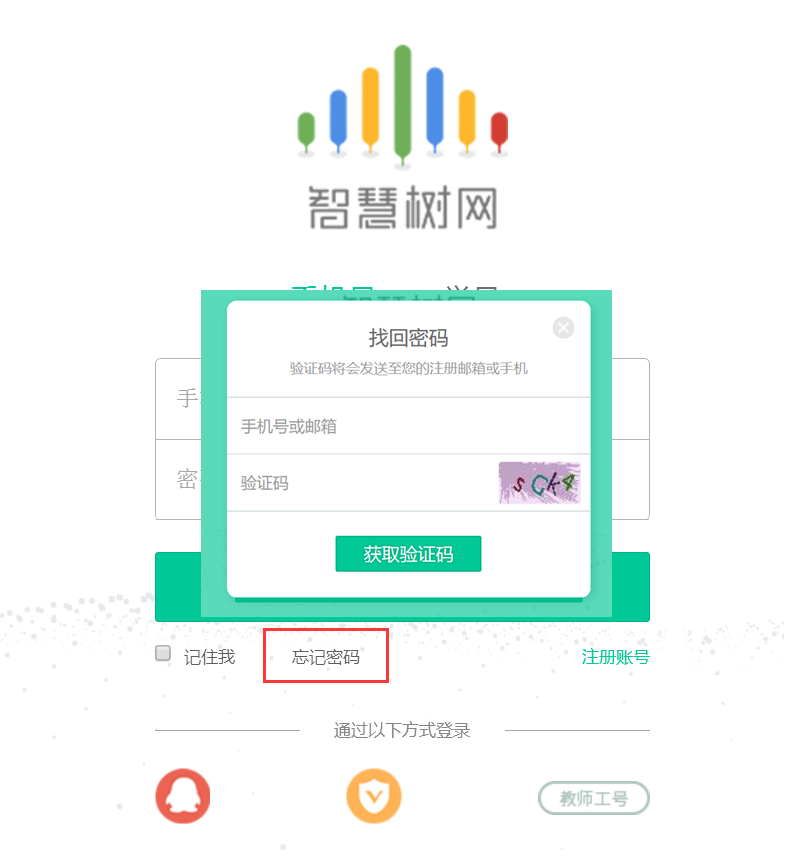 智慧树网
找回密码
验证码将会发送至您的注册邮箱或手机
手机号或邮箱
验证码
sCK4
获取验证码
记住我
忘记密码
注册账号
通过以下方式登录
教师工号